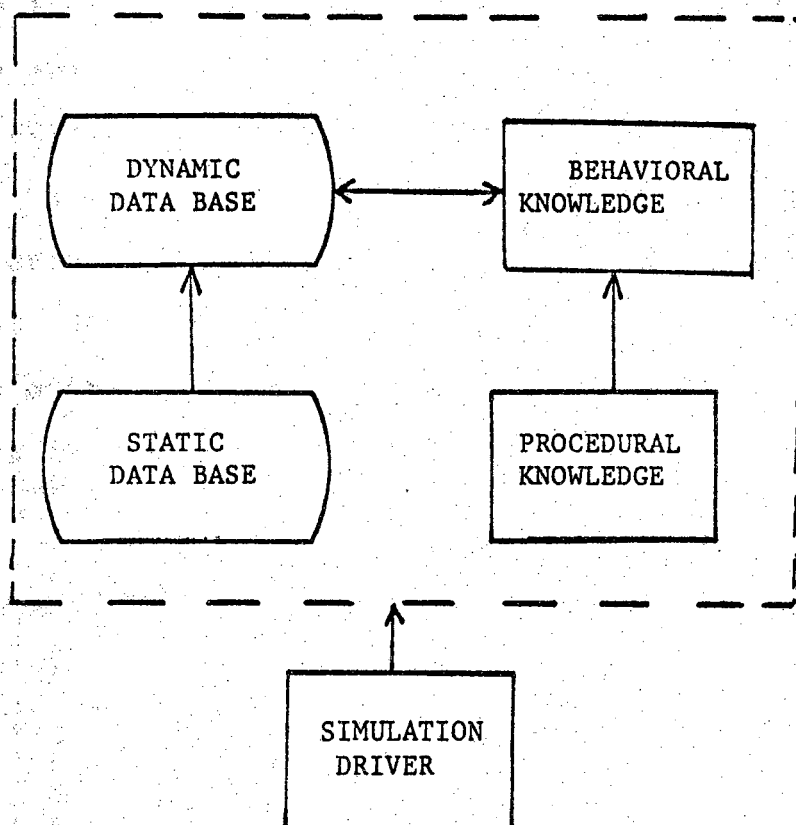 DYNAMIC
DATA BASE
BEHAVIORAL
KNOWLEDGE
STATIC
DATA BASE
PROCEDURAL
KNOWLEDGE
SIMULATION
DRIVER